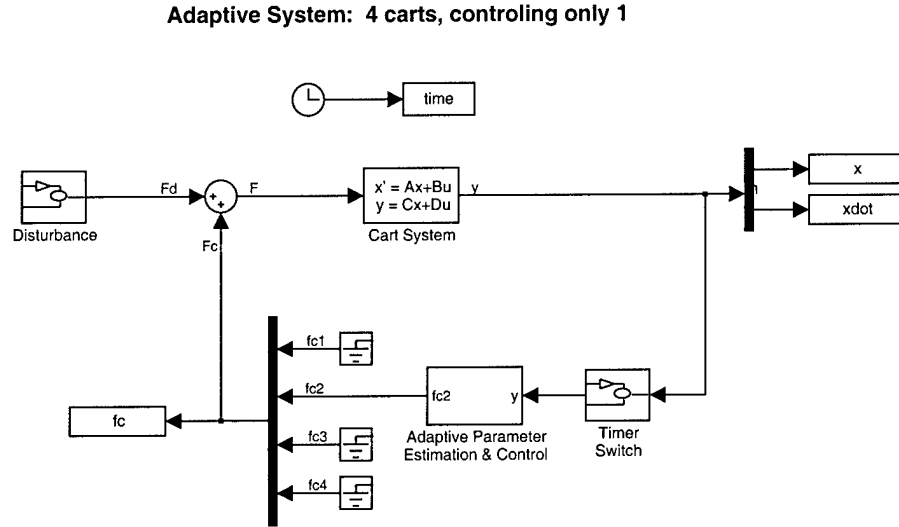 Adaptive System:  4 carts, controling only 1
time
Fd
F
x' = Ax+Bu
y = Cx+Du
y
x
xdot
Disturbance
Cart System
Fc
fc1
fc2
fc2
y
fc
fc3
Adaptive Parameter
Estimation & Control
Timer
Switch
fc4